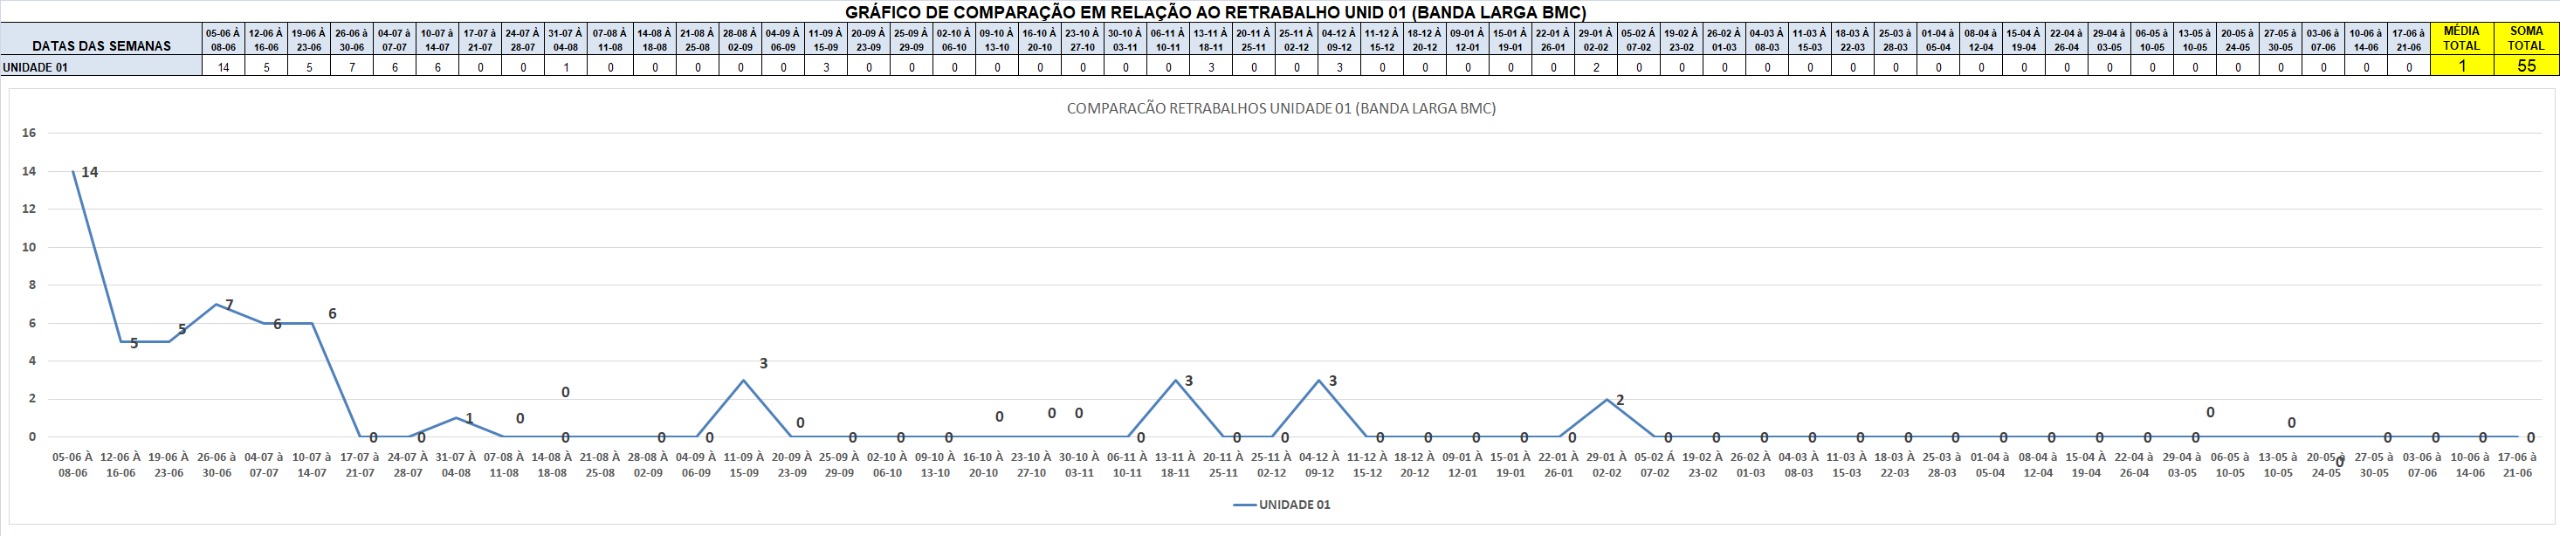 GRÁFICO DE COMPARAÇÃO EM RELAÇÃO AO RETRABALHO UNID 01 (BANDA LARGA BMC)
DATAS DAS SEMANAS 05-06 À 08-06 12-06 À 16-06 19-06 À 23-06 26-06 à 30-06 04-07 à 07-07 10-07 à 14-07 17-07 à 21-07 24-07 À 28-07 31-07 À 04-08 07-08 À 11-08 14-08 À 18-08 21-08 À 25-08 28-08 À 02-09 04-09 À 06-09 11-09 À 15-09 20-09 À 23-09 25-09 À 29-09 02-10 À 06-10 09-10 À 13-10 16-10 À 20-10 23-10 À 27-10 30-10 À 03-11 06-11 À 10-11 13-11 À 18-11 20-11 À 25-11 25-11 À 02-12 04-12 À 09-12 11-12 À 15-12 18-12 À 20-12 09-01 À 12-01 15-01 À 19-01 22-01 À 26-01 29-01 À 02-02 05-02 À 07-02 19-02 À 23-02 26-02 À 01-03 04-03 À 08-03 11-03 À 15-03 18-03 À 22-03 25-03 à 28-03 01-04 à 05-04 08-04 à 12-04 15-04 À 19-04 22-04 à 26-04 29-04 à 03-05 06-05 à 10-05 13-05 à 10-05 20-05 à 24-05 27-05 à 30-05 03-06 à 07-06 10-06 à 14-06 17-06 à 21-06 MÉDIA TOTAL SOMA TOTAL
UNIDADE 01 14 5 5 7 6 6 0 0 1 0 0 0 0 0 3 0 0 0 0 0 0 0 0 3 0 0 3 0 0 0 0 0 2 0 0 0 0 0 0 0 0 0 0 0 0 0 0 0 0 0 0 0 1 55
COMPARACÃO RETRABALHOS UNIDADE 01 (BANDA LARGA BMC)
16
14 14
12
10
8
7
6 6 6
5 5
4
3 3 3
2 2
1
0 0 0 0 0 0 0 0
0 0 0 0 0 0 0 0 0 0 0 0 0 0 0 0 0 0 0 0 0 0 0 0 0 0 0 0 0 0 0 0 0 0 0 0
05-06 À 12-06 À 19-06 À 26-06 à 04-07 à 10-07 à 17-07 à 24-07 À 31-07 À 07-08 À 14-08 À 21-08 À 28-08 À 04-09 À 11-09 À 20-09 À 25-09 À 02-10 À 09-10 À 16-10 À 23-10 À 30-10 À 06-11 À 13-11 À 20-11 À 25-11 À 04-12 À 11-12 À 18-12 À 09-01 À 15-01 À 22-01 À 29-01 À 05-02 À 19-02 À 26-02 À 04-03 À 11-03 À 18-03 À 25-03 à 01-04 à 08-04 à 15-04 À 22-04 à 29-04 à 06-05 à 13-05 à 20-05 à 27-05 à 03-06 à 10-06 à 17-06 à
08-06 16-06 23-06 30-06 07-07 14-07 21-07 28-07 04-08 11-08 18-08 25-08 02-09 06-09 15-09 23-09 29-09 06-10 13-10 20-10 27-10 03-11 10-11 18-11 25-11 02-12 09-12 15-12 20-12 12-01 19-01 26-01 02-02 07-02 23-02 01-03 08-03 15-03 22-03 28-03 05-04 12-04 19-04 26-04 03-05 10-05 10-05 24-05 30-05 07-06 14-06 21-06
0
UNIDADE 01